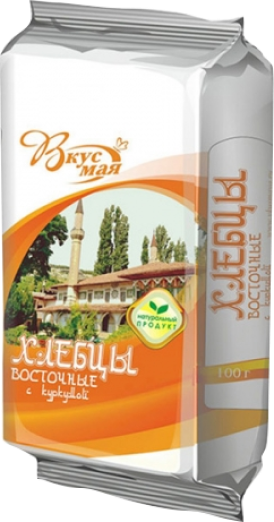 Вкус
мая
натуральный
ПРОДУКТ
ХЛЕБЦЫ
ВОСТОЧНЫЕ
с куркумой
ХЛЕБЦЫ
ВОСТОЧНЫЕ
100 г